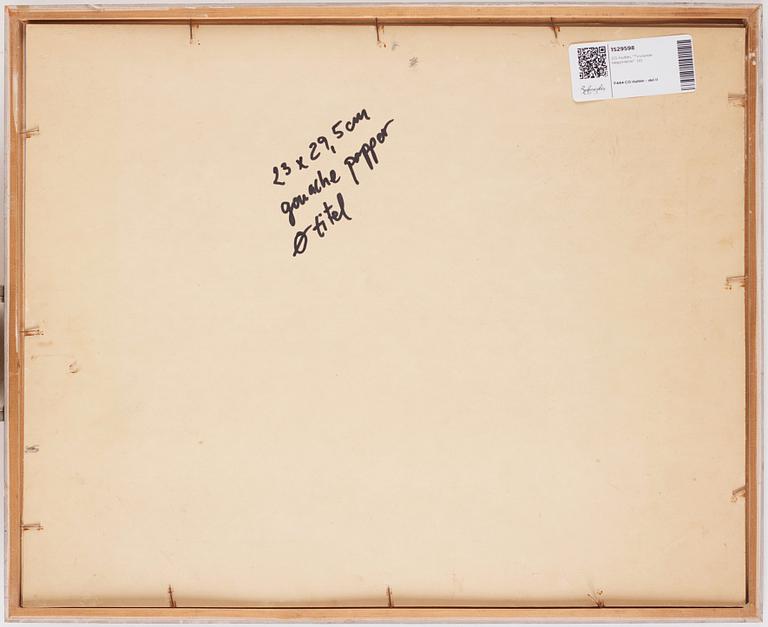 1529598
23 x 29,5 cm
gouache papper
Ø titel